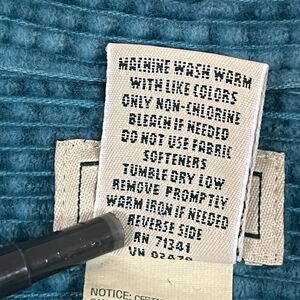 MACHINE WASH WARM
WITH LIKE COLORS
ONLY NON-CHLORINE
BLEACH IF NEEDED
DO NOT USE FABRIC
SOFTENERS
TUMBLE DRY LOW
REMOVE PROMPTLY
WARM IRON IF NEEDED
REVERSE SIDE
RN 71341
NOTICE: